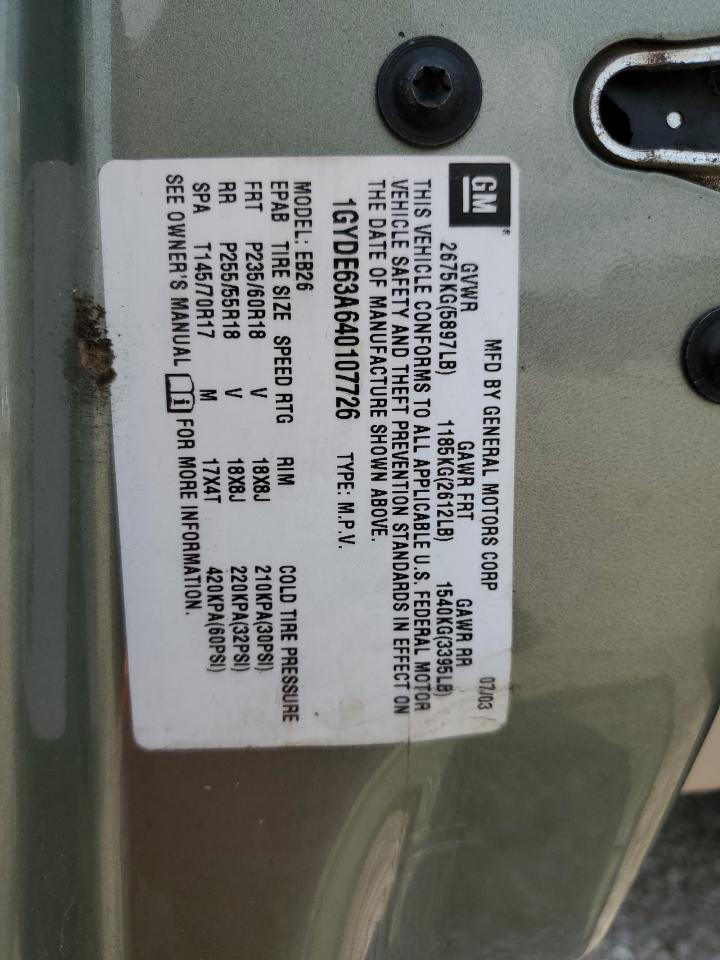 GM ®
MFD BY GENERAL MOTORS CORP 07/03
GVWR GAWR FRT GAWR RR
2675KG(5897LB) 1185KG(2612LB) 1540KG(3395LB)
THIS VEHICLE CONFORMS TO ALL APPLICABLE U.S. FEDERAL MOTOR
VEHICLE SAFETY AND THEFT PREVENTION STANDARDS IN EFFECT ON
THE DATE OF MANUFACTURE SHOWN ABOVE.
1GYDE63A640107726 TYPE: M.P.V.
MODEL: EB26
EPAB TIRE SIZE SPEED RTG RIM COLD TIRE PRESSURE
FRT P235/60R18 V 18X8J 210KPA(30PSI)
RR P255/55R18 V 18X8J 220KPA(32PSI)
SPA T145/70R17 M 17X4T 420KPA(60PSI)
SEE OWNER'S MANUAL FOR MORE INFORMATION.